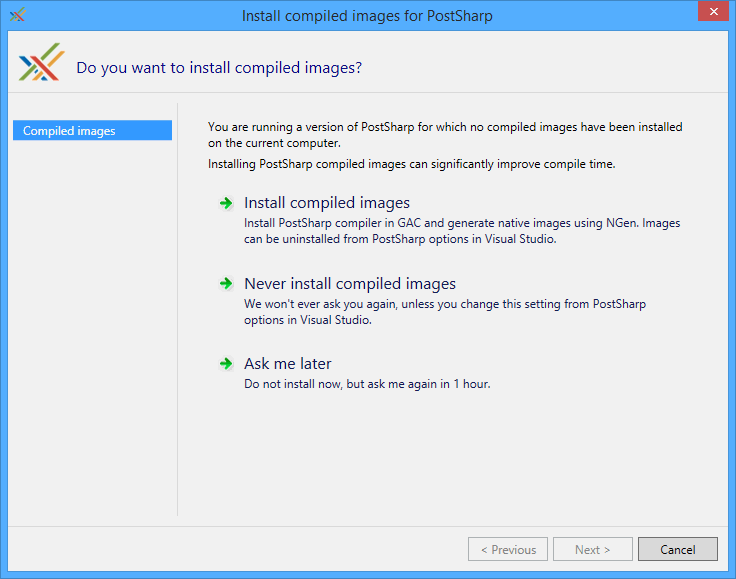 Install compiled images for PostSharp
Do you want to install compiled images?
Compiled images
You are running a version of PostSharp for which no compiled images have been installed
on the current computer.
Installing PostSharp compiled images can significantly improve compile time.
Install compiled images
Install PostSharp compiler in GAC and generate native images using NGen. Images
can be uninstalled from PostSharp options in Visual Studio.
Never install compiled images
We won't ever ask you again, unless you change this setting from PostSharp
options in Visual Studio.
Ask me later
Do not install now, but ask me again in 1 hour.
< Previous
Next >
Cancel